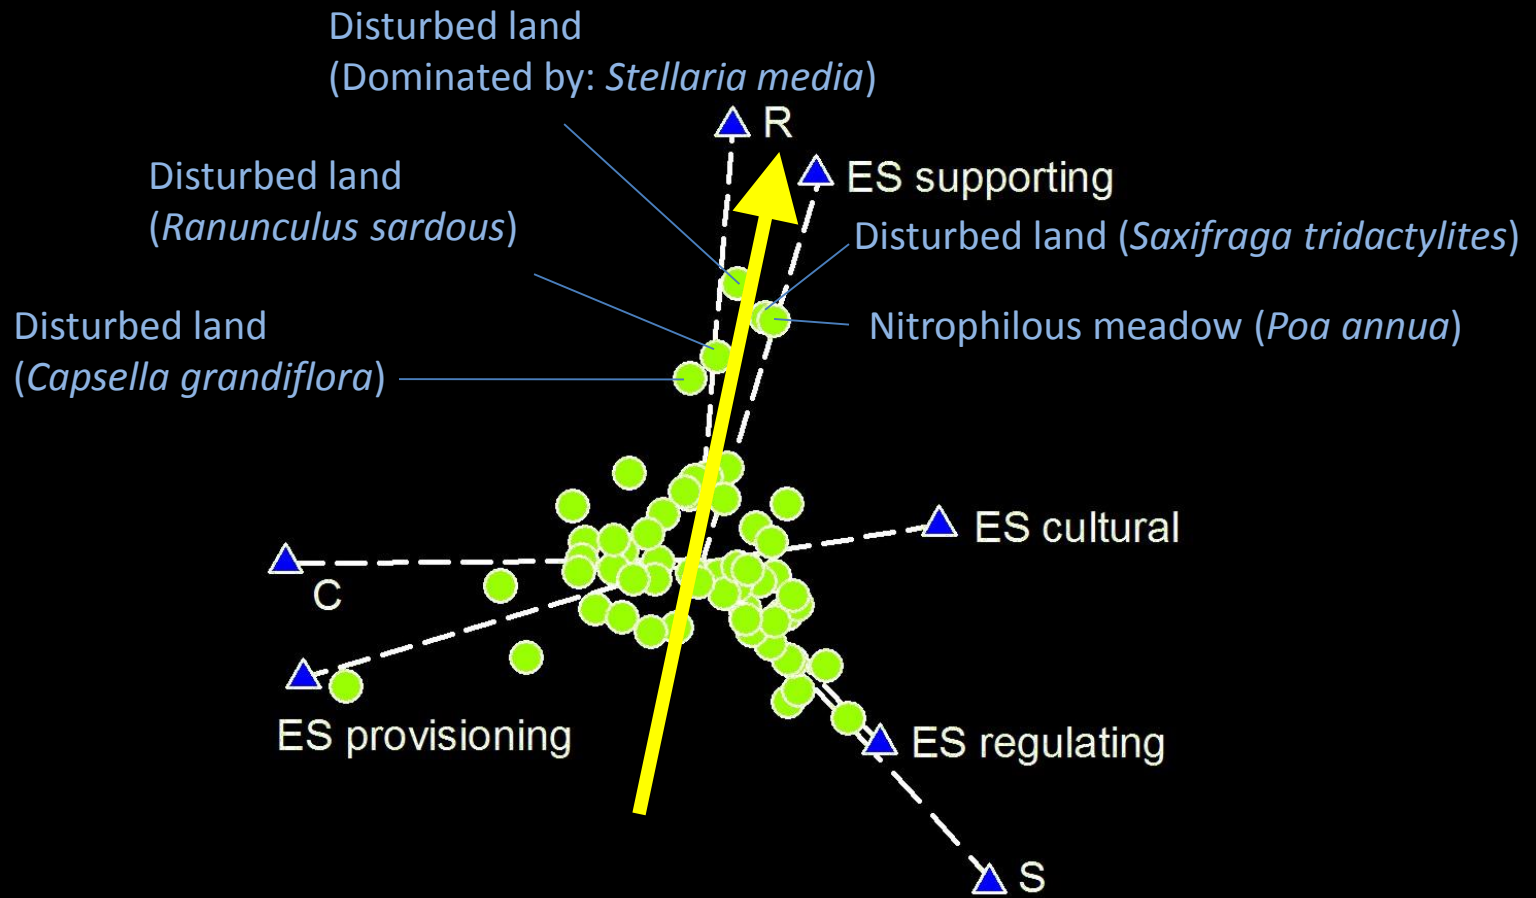 Disturbed land
(Dominated by: Stellaria media)
R
Disturbed land
(Ranunculus sardous)
ES supporting
Disturbed land (Saxifraga tridactylites)
Disturbed land
(Capsella grandiflora)
Nitrophilous meadow (Poa annua)
ES cultural
C
ES provisioning
ES regulating
S